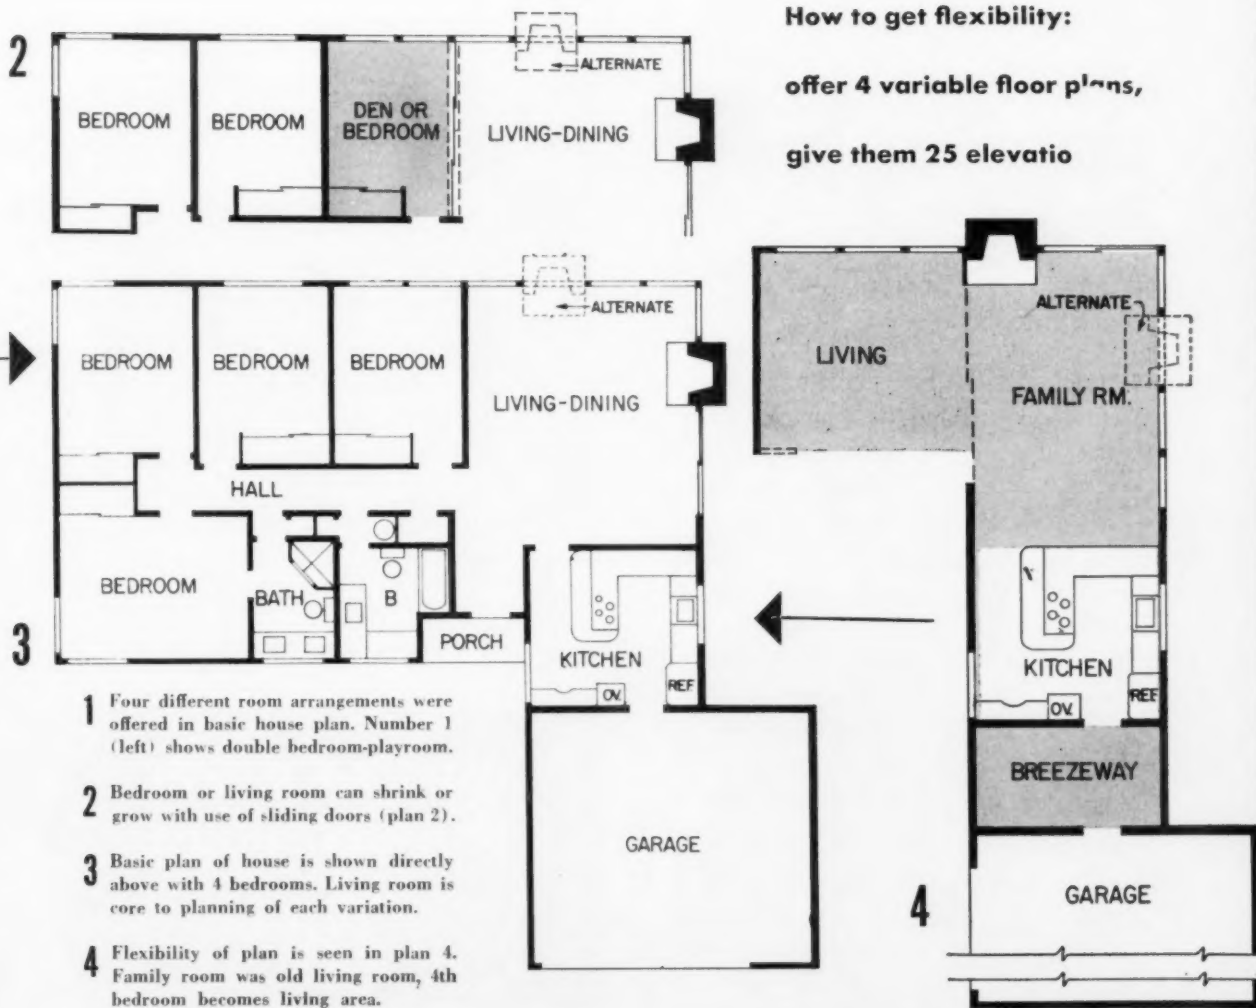 How to get flexibility:
offer 4 variable floor plans,
give them 25 elevatio
2
BEDROOM
BEDROOM
DEN OR
BEDROOM
LIVING-DINING
ALTERNATE
3
BEDROOM
BEDROOM
BEDROOM
LIVING-DINING
ALTERNATE
HALL
BEDROOM
BATH
B
PORCH
KITCHEN
OV.
REF.
GARAGE
4
LIVING
ALTERNATE
FAMILY RM.
KITCHEN
OV.
REF
BREEZEWAY
GARAGE
1 Four different room arrangements were
offered in basic house plan. Number 1
(left) shows double bedroom-playroom.
2 Bedroom or living room can shrink or
grow with use of sliding doors (plan 2).
3 Basic plan of house is shown directly
above with 4 bedrooms. Living room is
core to planning of each variation.
4 Flexibility of plan is seen in plan 4.
Family room was old living room, 4th
bedroom becomes living area.